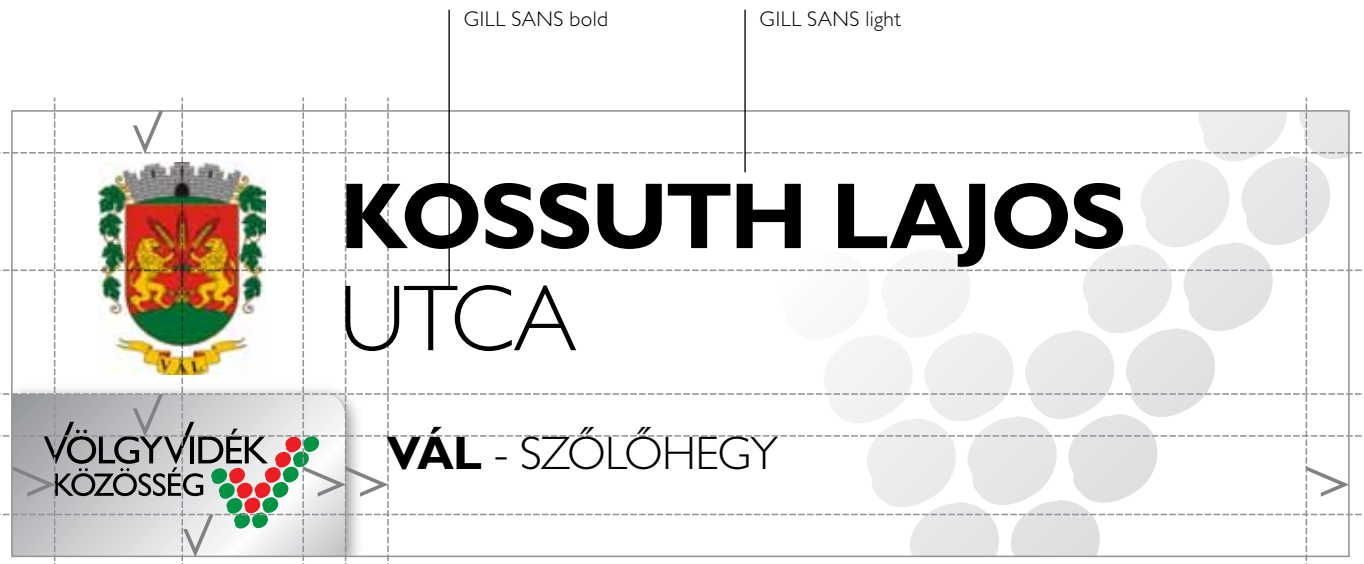 GILL SANS bold
GILL SANS light
KOSSUTH LAJOS
UTCA
VÁL
VÖLGYVIDÉK
KÖZÖSSÉG
VÁL - SZŐLŐHEGY